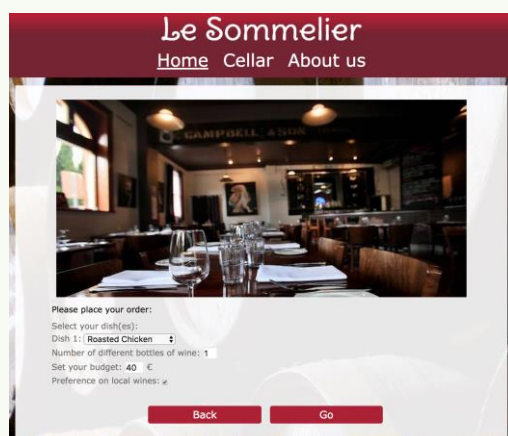 Le Sommelier
Home Cellar About us
CAMPBELL & SON
Please place your order:
Select your dish(es):
Dish 1: Roasted Chicken
Number of different bottles of wine: 1
Set your budget: 40 €
Preference on local wines:
Back Go